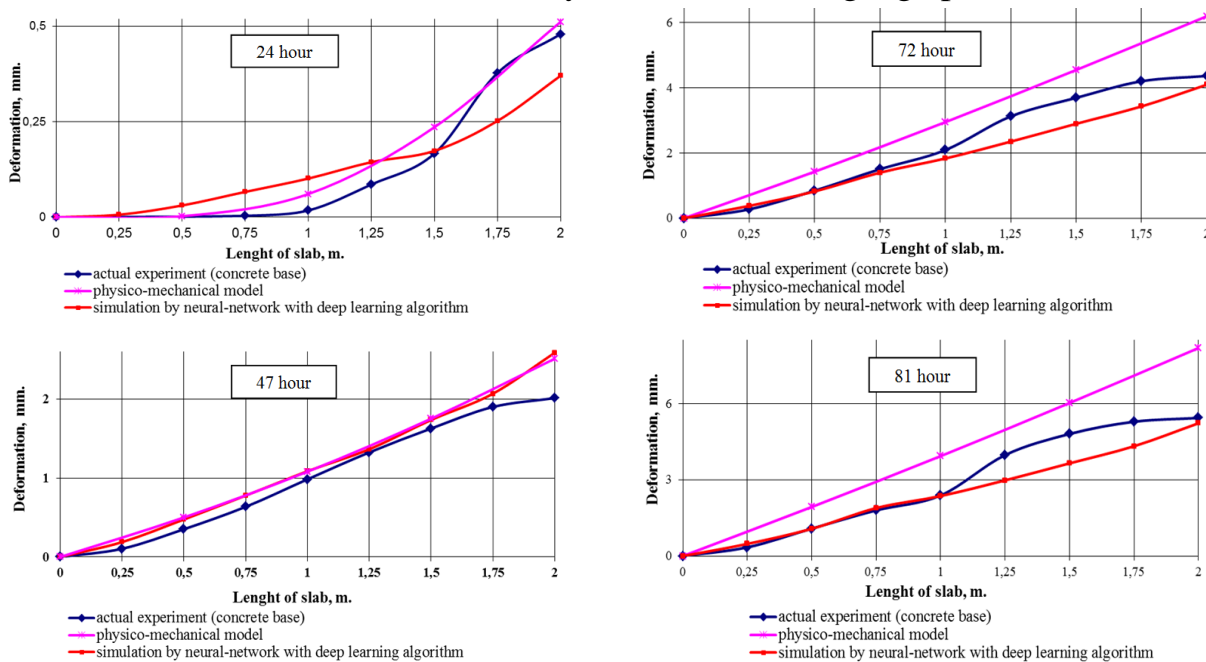 24 hour
Deformation, mm.
0,5
0,25
0
0 0,25 0,5 0,75 1 1,25 1,5 1,75 2
Lenght of slab, m.
actual experiment (concrete base)
physico-mechanical model
simulation by neural-network with deep learning algorithm
72 hour
Deformation, mm.
6
4
2
0
0 0,25 0,5 0,75 1 1,25 1,5 1,75 2
Lenght of slab, m.
actual experiment (concrete base)
physico-mechanical model
simulation by neural-network with deep learning algorithm
47 hour
Deformation, mm.
2
1
0
0 0,25 0,5 0,75 1 1,25 1,5 1,75 2
Lenght of slab, m.
actual experiment (concrete base)
physico-mechanical model
simulation by neural-network with deep learning algorithm
81 hour
Deformation, mm.
6
3
0
0 0,25 0,5 0,75 1 1,25 1,5 1,75 2
Lenght of slab, m.
actual experiment (concrete base)
physico-mechanical model
simulation by neural-network with deep learning algorithm